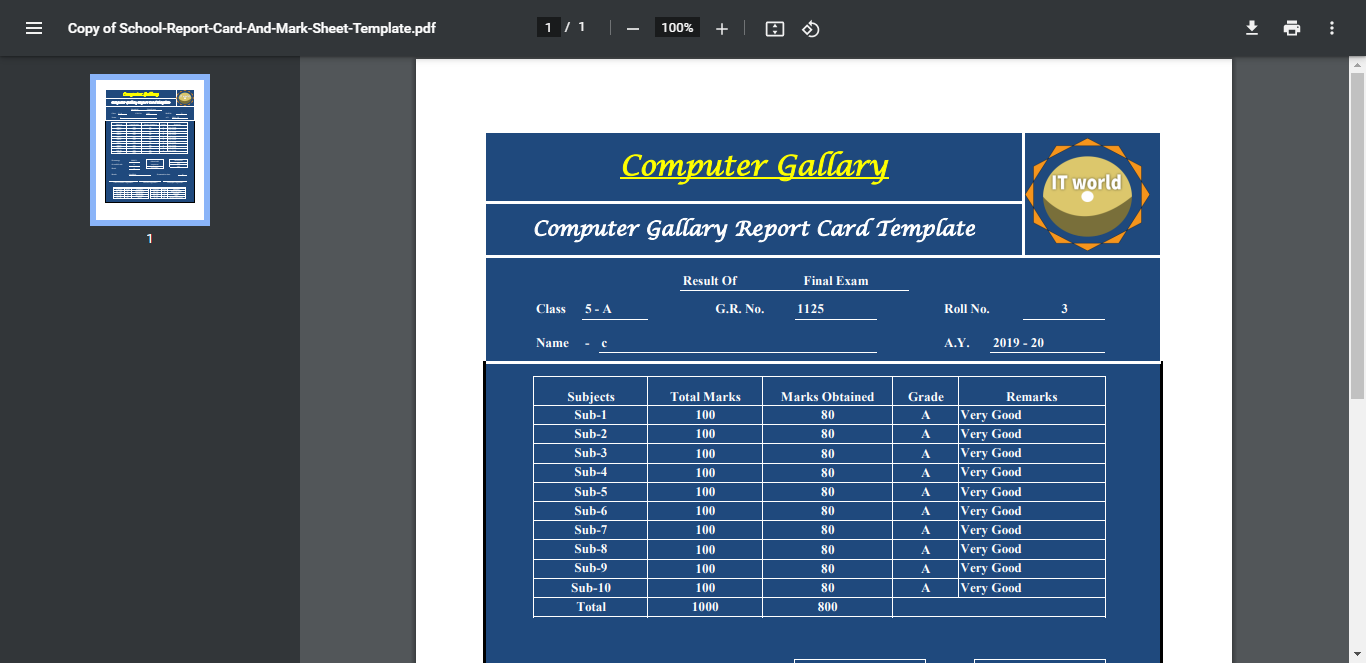 Copy of School-Report-Card-And-Mark-Sheet-Template.pdf
1 / 1
100%
1
Computer Gallary
IT world
Computer Gallary Report Card Template
Result Of Final Exam
Class 5 - A G.R. No. 1125 Roll No. 3
Name - c A.Y. 2019 - 20
Subjects Total Marks Marks Obtained Grade Remarks
Sub-1 100 80 A Very Good
Sub-2 100 80 A Very Good
Sub-3 100 80 A Very Good
Sub-4 100 80 A Very Good
Sub-5 100 80 A Very Good
Sub-6 100 80 A Very Good
Sub-7 100 80 A Very Good
Sub-8 100 80 A Very Good
Sub-9 100 80 A Very Good
Sub-10 100 80 A Very Good
Total 1000 800